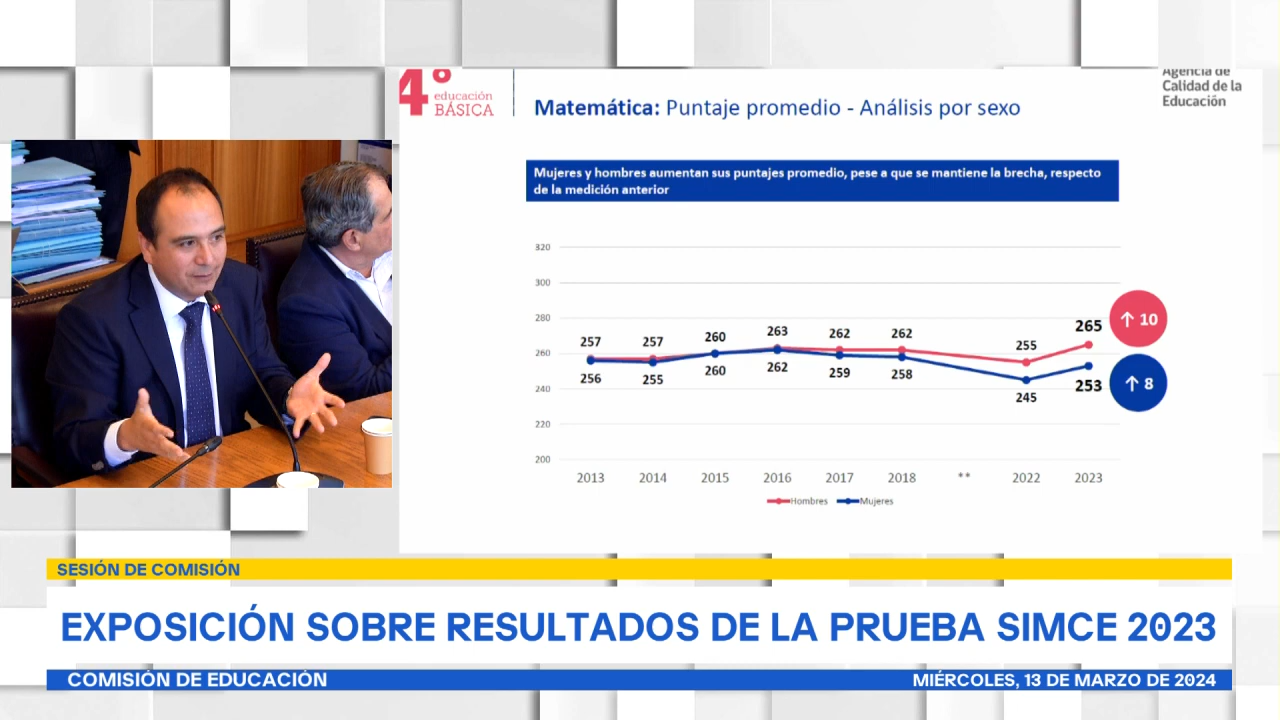 4° educación
BÁSICA
Matemática: Puntaje promedio - Análisis por sexo
Agencia de
Calidad de la
Educación
Mujeres y hombres aumentan sus puntajes promedio, pese a que se mantiene la brecha, respecto
de la medición anterior
320
300
280
260
240
220
200
257 257 260 263 262 262 255 265
256 255 260 262 259 258 245 253
↑ 10
↑ 8
2013 2014 2015 2016 2017 2018 ** 2022 2023
Hombres Mujeres
SESIÓN DE COMISIÓN
EXPOSICIÓN SOBRE RESULTADOS DE LA PRUEBA SIMCE 2023
COMISIÓN DE EDUCACIÓN MIÉRCOLES, 13 DE MARZO DE 2024